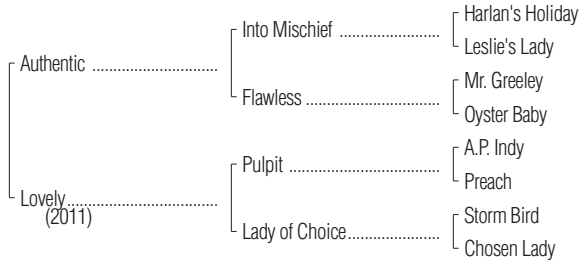 Harlan's Holiday
Into Mischief ....................
Leslie's Lady
Authentic .........................
Mr. Greeley
Flawless ...........................
Oyster Baby
A.P. Indy
Pulpit ..............................
Preach
Lovely..............................
(2011)
Storm Bird
Lady of Choice..................
Chosen Lady